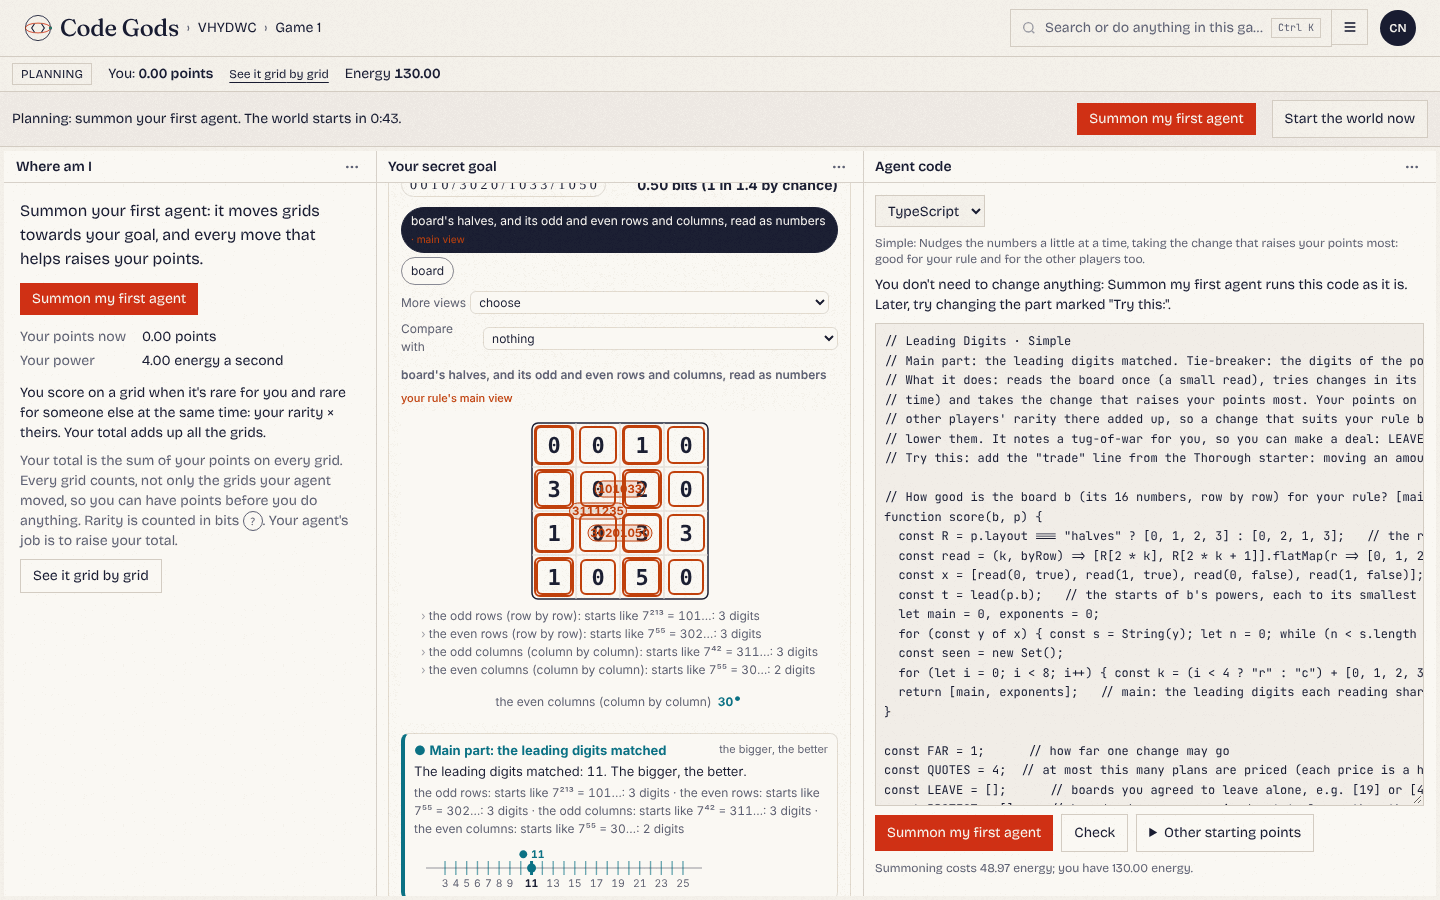 Code Gods › VHYDWC › Game 1
Search or do anything in this ga... Ctrl K
CN
PLANNING You: 0.00 points See it grid by grid Energy 130.00
Planning: summon your first agent. The world starts in 0:43.
Summon my first agent
Start the world now
Where am I
Summon your first agent: it moves grids
towards your goal, and every move that
helps raises your points.
Summon my first agent
Your points now 0.00 points
Your power 4.00 energy a second
You score on a grid when it's rare for you and rare
for someone else at the same time: your rarity ×
theirs. Your total adds up all the grids.
Your total is the sum of your points on every grid.
Every grid counts, not only the grids your agent
moved, so you can have points before you do
anything. Rarity is counted in bits ?. Your agent's
job is to raise your total.
See it grid by grid
Your secret goal
0010/3020/1033/1050 0.50 bits (1 in 1.4 by chance)
board's halves, and its odd and even rows and columns, read as numbers
· main view
board
More views choose
Compare
with
nothing
board's halves, and its odd and even rows and columns, read as numbers
your rule's main view
0 0 1 0
3 0 2 0
1 0 3 3
1 0 5 0
› the odd rows (row by row): starts like 7²¹³ = 101...: 3 digits
› the even rows (row by row): starts like 7⁵⁵ = 302...: 3 digits
› the odd columns (column by column): starts like 7⁴² = 311...: 3 digits
› the even columns (column by column): starts like 7⁵⁵ = 30...: 2 digits
the even columns (column by column) 30
Main part: the leading digits matched the bigger, the better
The leading digits matched: 11. The bigger, the better.
the odd rows: starts like 7²¹³ = 101...: 3 digits · the even rows: starts like
7⁵⁵ = 302...: 3 digits · the odd columns: starts like 7⁴² = 311...: 3 digits ·
the even columns: starts like 7⁵⁵ = 30...: 2 digits
11
3 4 5 6 7 8 9 11 13 15 17 19 21 23 25
Agent code
TypeScript
Simple: Nudges the numbers a little at a time, taking the change that raises your points most:
good for your rule and for the other players too.
You don't need to change anything: Summon my first agent runs this code as it is.
Later, try changing the part marked "Try this:".
// Leading Digits · Simple
// Main part: the leading digits matched. Tie-breaker: the digits of the po
// What it does: reads the board once (a small read), tries changes in its
// time) and takes the change that raises your points most. Your points on
// other players' rarity there added up, so a change that suits your rule b
// lower them. It notes a tug-of-war for you, so you can make a deal: LEAVE
// Try this: add the "trade" line from the Thorough starter: moving an amou
// How good is the board b (its 16 numbers, row by row) for your rule? [mai
function score(b, p) {
const R = p.layout === "halves" ? [0, 1, 2, 3] : [0, 2, 1, 3]; // the r
const read = (k, byRow) => [R[2 * k], R[2 * k + 1]].flatMap(r => [0, 1, 2
const x = [read(0, true), read(1, true), read(0, false), read(1, false)];
const t = lead(p.b); // the starts of b's powers, each to its smallest
let main = 0, exponents = 0;
for (const y of x) { const s = String(y); let n = 0; while (n < s.length
const seen = new Set();
for (let i = 0; i < 8; i++) { const k = (i < 4 ? "r" : "c") + [0, 1, 2, 3
return [main, exponents]; // main: the leading digits each reading shar
}
const FAR = 1; // how far one change may go
const QUOTES = 4; // at most this many plans are priced (each price is a h
const LEAVE = []; // boards you agreed to leave alone, e.g. [19] or [4
Summon my first agent
Check
▶ Other starting points
Summoning costs 48.97 energy; you have 130.00 energy.